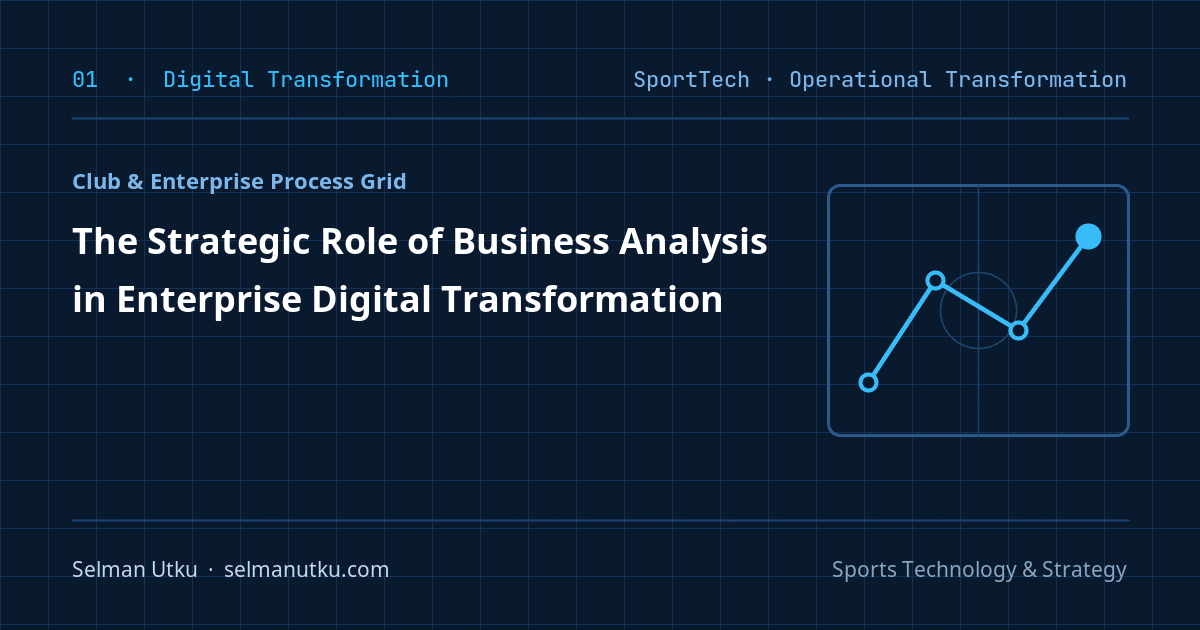 01 · Digital Transformation
SportTech · Operational Transformation
Club & Enterprise Process Grid
The Strategic Role of Business Analysis
in Enterprise Digital Transformation
Selman Utku · selmanutku.com
Sports Technology & Strategy